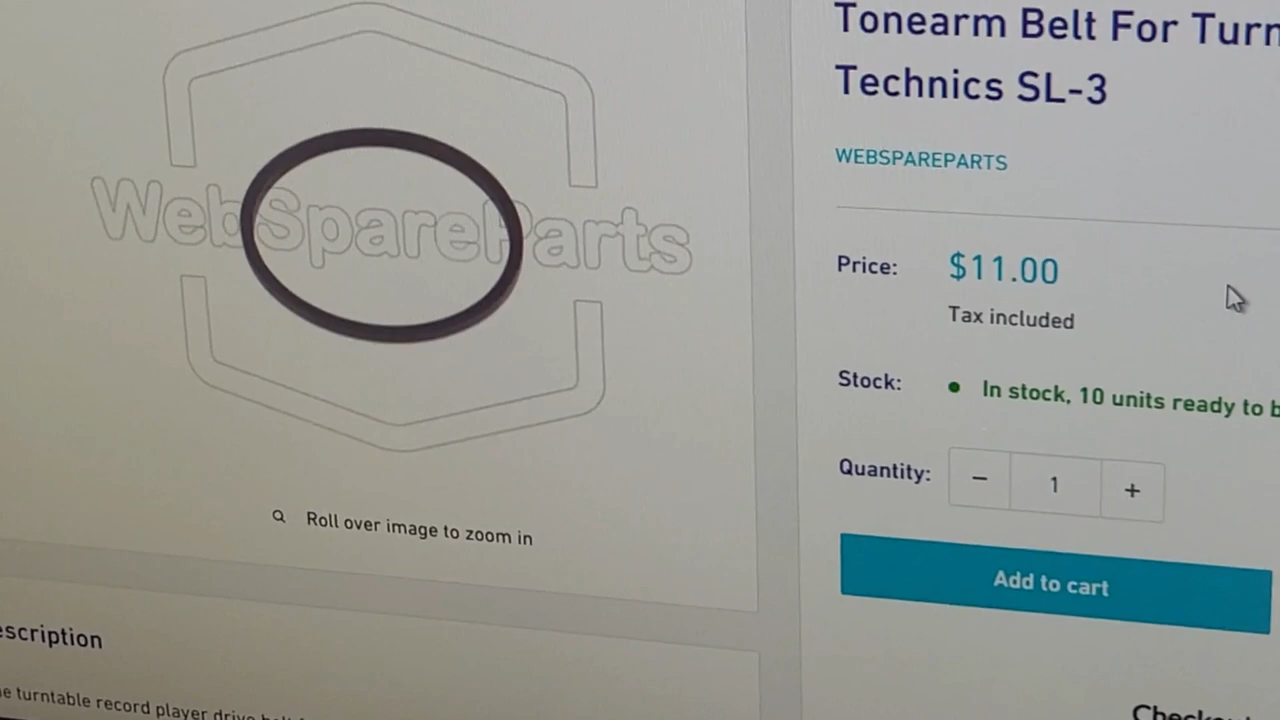 Tonearm Belt For Turn
Technics SL-3
WEBSPAREPARTS
WebSpareParts
Price: $11.00
Tax included
Stock: In stock, 10 units ready to b
Quantity: − 1 +
Roll over image to zoom in
Add to cart
escription
e turntable record player drive